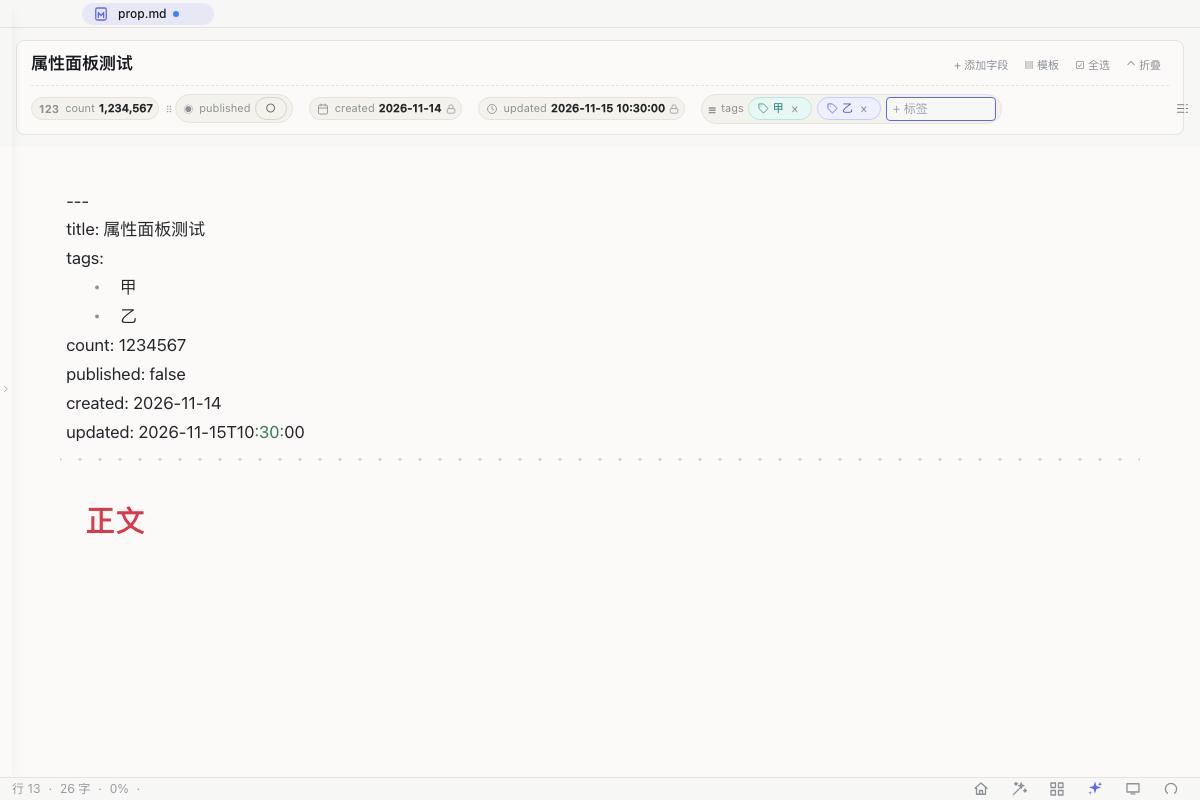 prop.md
属性面板测试
+ 添加字段 模板 全选 折叠
123 count 1,234,567 published created 2026-11-14 updated 2026-11-15 10:30:00 tags 甲 × 乙 × + 标签
---
title: 属性面板测试
tags:
• 甲
• 乙
count: 1234567
published: false
created: 2026-11-14
updated: 2026-11-15T10:30:00
正文
行 13 · 26 字 · 0% ·